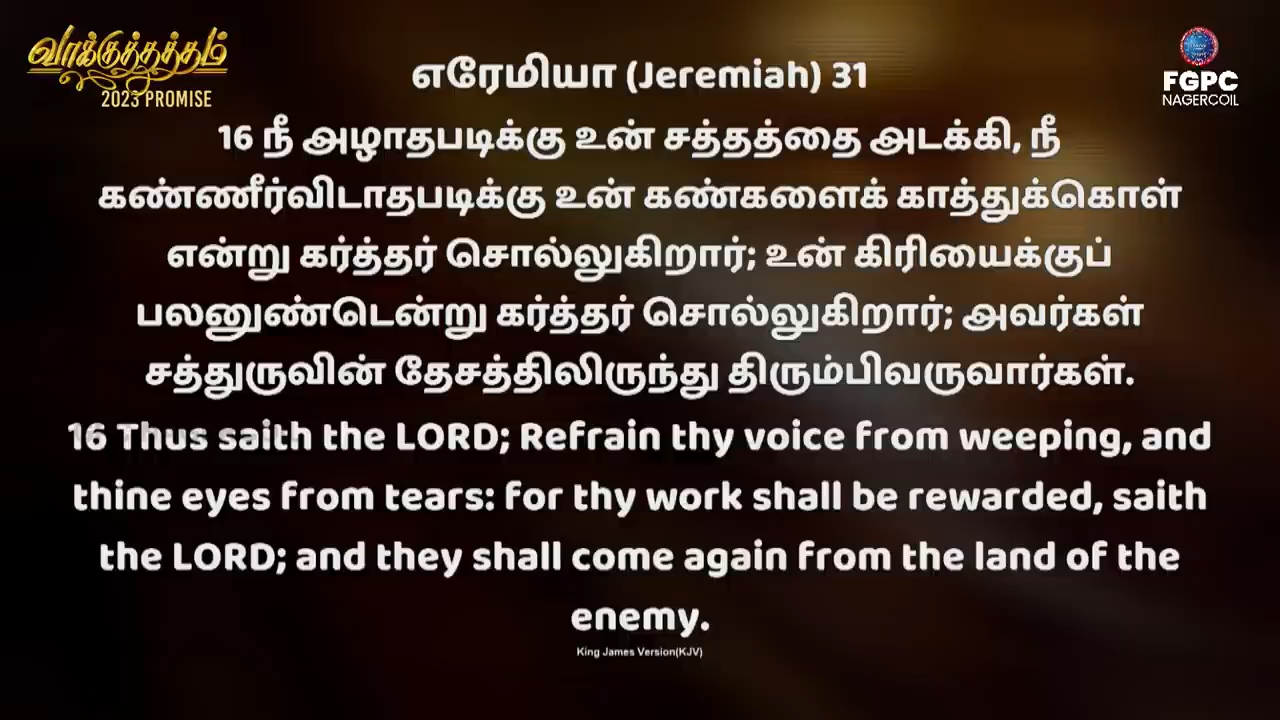 வாக்குத்தத்தம்
2023 PROMISE
FGPC
NAGERCOIL
எரேமியா (Jeremiah) 31
16 நீ அழாதபடிக்கு உன் சத்தத்தை அடக்கி, நீ
கண்ணீர்விடாதபடிக்கு உன் கண்களைக் காத்துக்கொள்
என்று கர்த்தர் சொல்லுகிறார்; உன் கிரியைக்குப்
பலனுண்டென்று கர்த்தர் சொல்லுகிறார்; அவர்கள்
சத்துருவின் தேசத்திலிருந்து திரும்பிவருவார்கள்.
16 Thus saith the LORD; Refrain thy voice from weeping, and
thine eyes from tears: for thy work shall be rewarded, saith
the LORD; and they shall come again from the land of the
enemy.
King James Version(KJV)